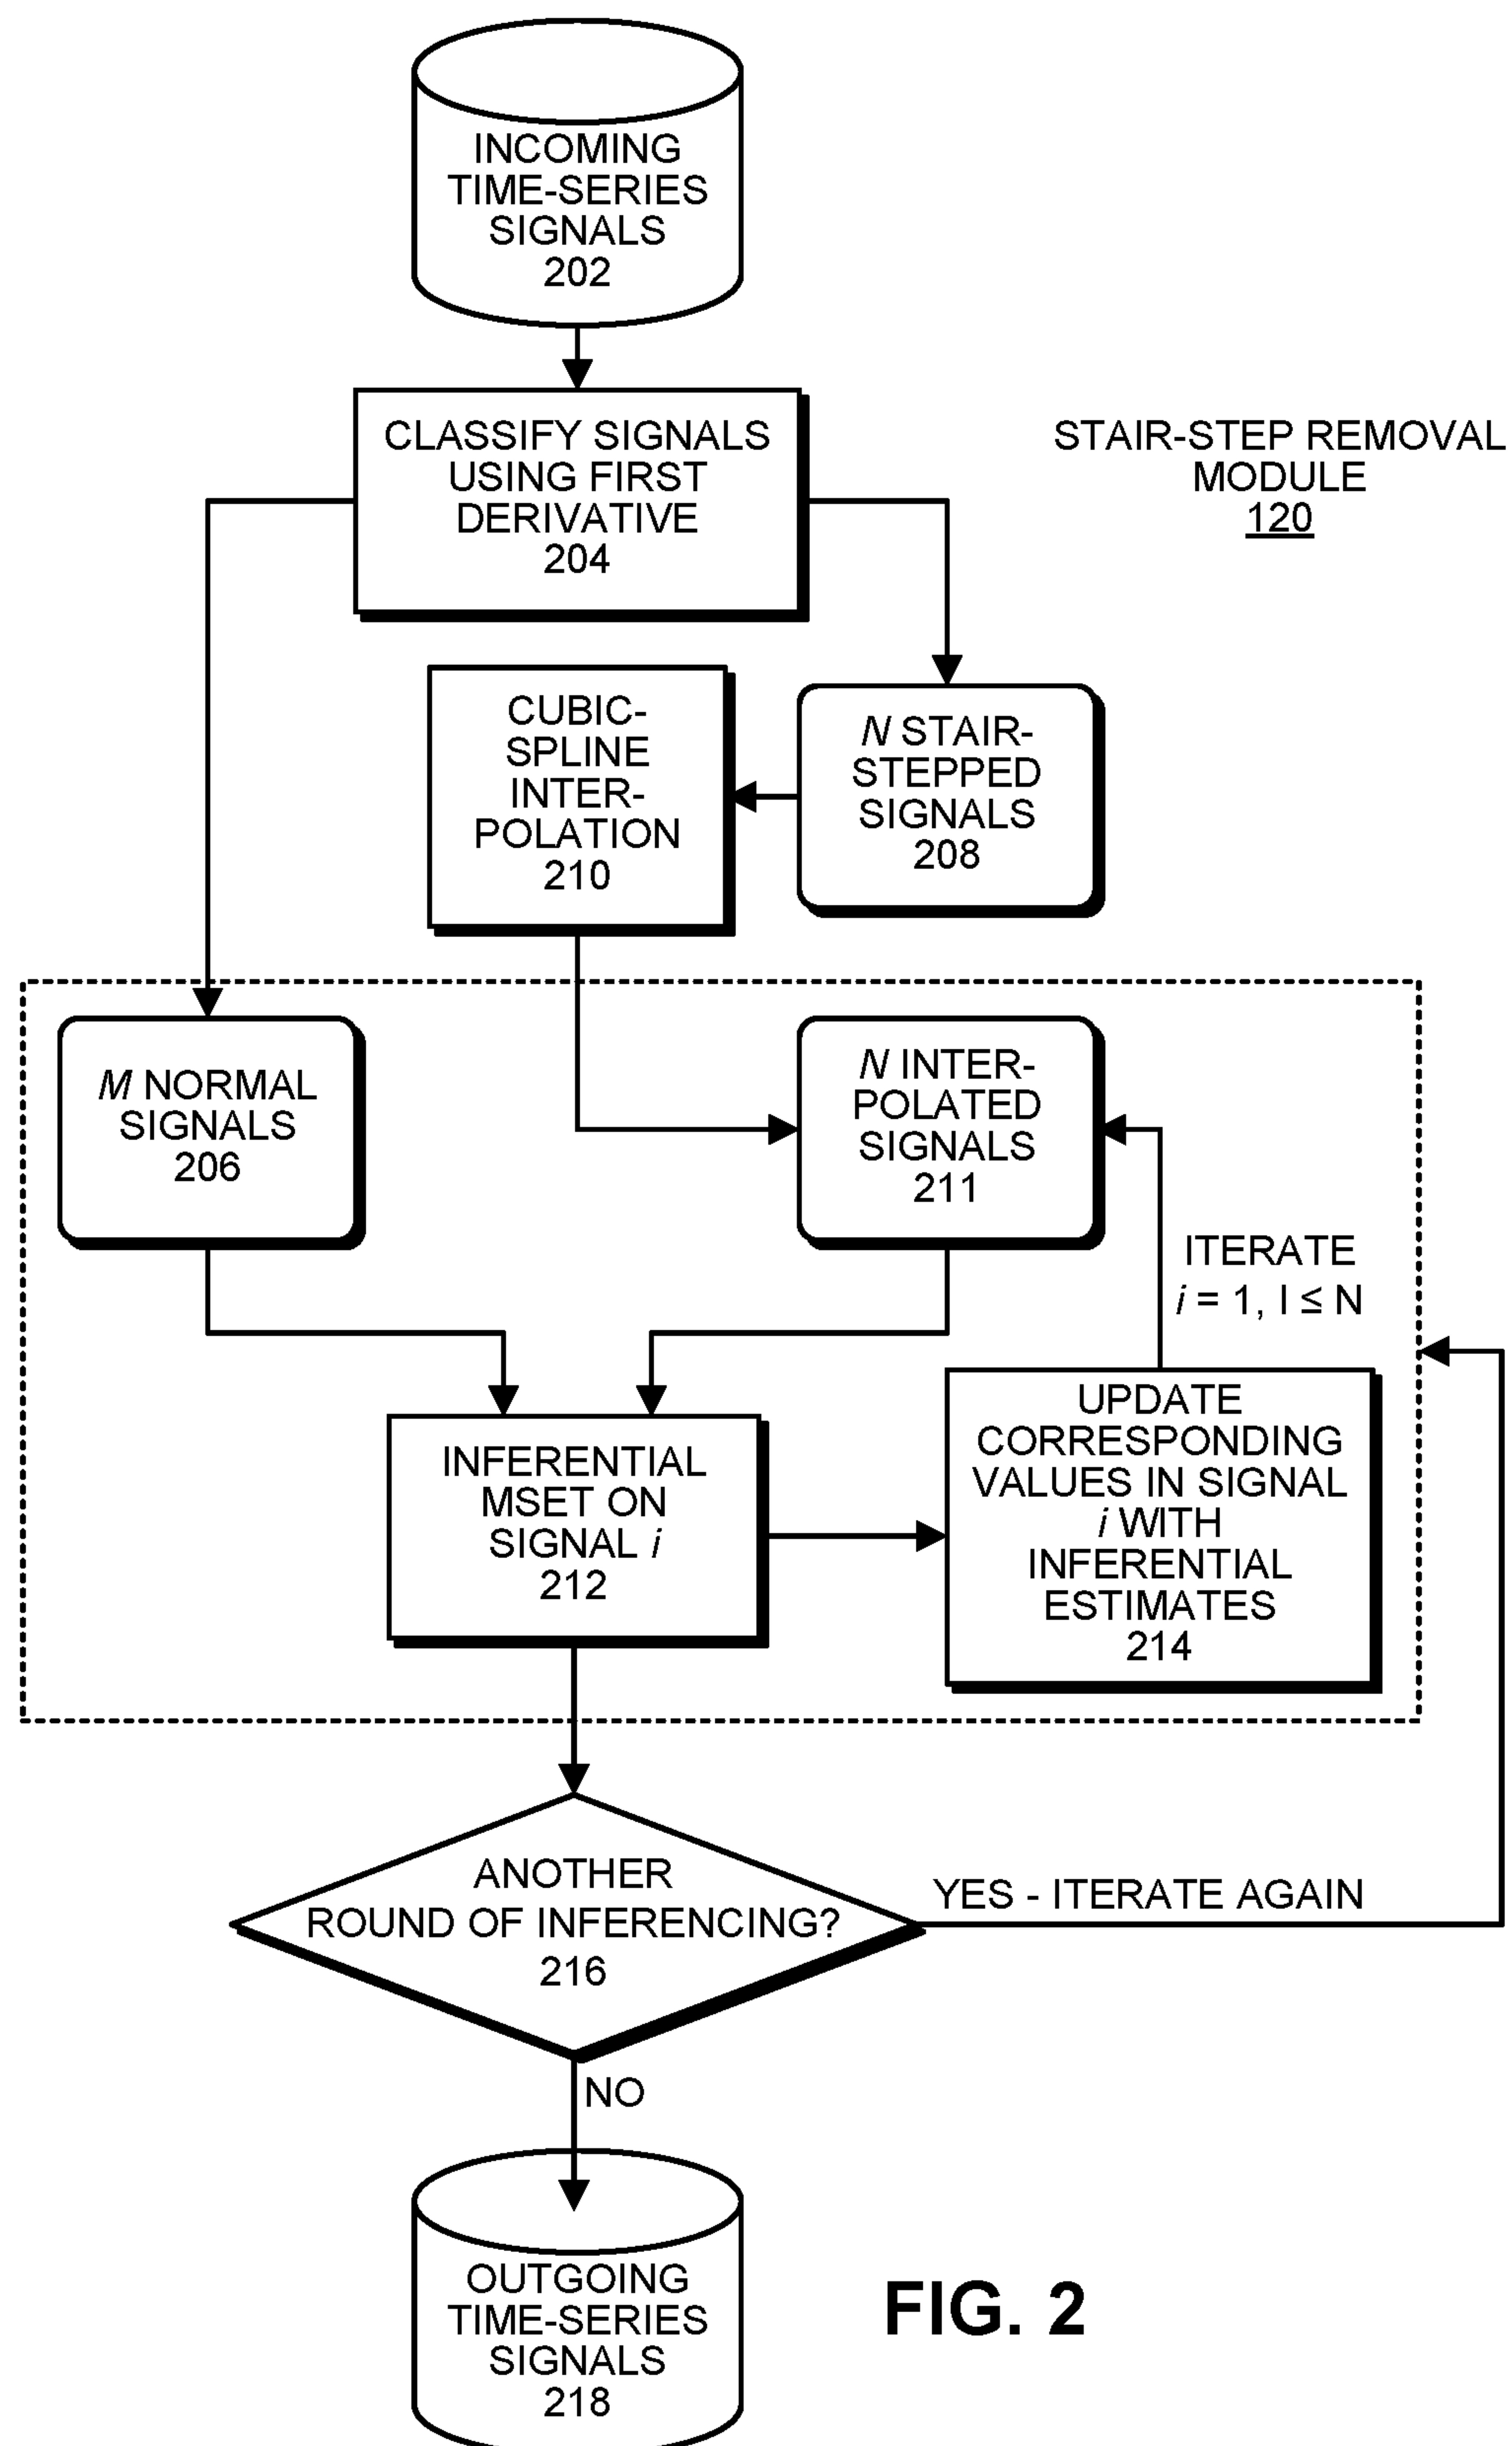 INCOMING
TIME-SERIES
SIGNALS
202
CLASSIFY SIGNALS
USING FIRST
DERIVATIVE
204
STAIR-STEP REMOVAL
MODULE
120
CUBIC-
SPLINE
INTER-
POLATION
210
N STAIR-
STEPPED
SIGNALS
208
M NORMAL
SIGNALS
206
N INTER-
POLATED
SIGNALS
211
ITERATE
i = 1, I ≤ N
INFERENTIAL
MSET ON
SIGNAL i
212
UPDATE
CORRESPONDING
VALUES IN SIGNAL
i WITH
INFERENTIAL
ESTIMATES
214
ANOTHER
ROUND OF INFERENCING?
216
YES - ITERATE AGAIN
NO
OUTGOING
TIME-SERIES
SIGNALS
218
FIG. 2